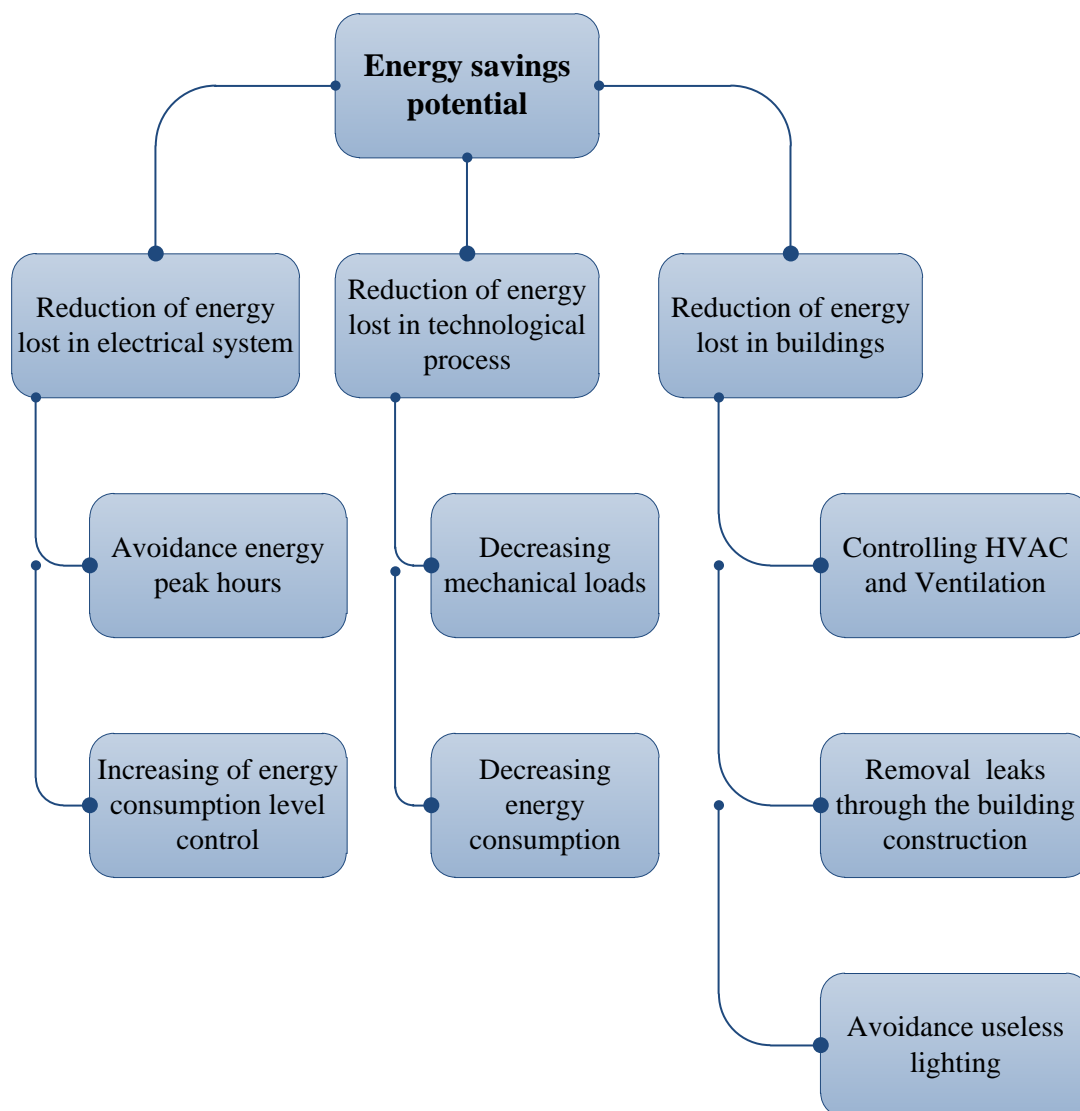 Energy savings
potential
Reduction of energy
lost in electrical system
Reduction of energy
lost in technological
process
Reduction of energy
lost in buildings
Avoidance energy
peak hours
Decreasing
mechanical loads
Controlling HVAC
and Ventilation
Increasing of energy
consumption level
control
Decreasing
energy
consumption
Removal  leaks
through the building
construction
Avoidance useless
lighting